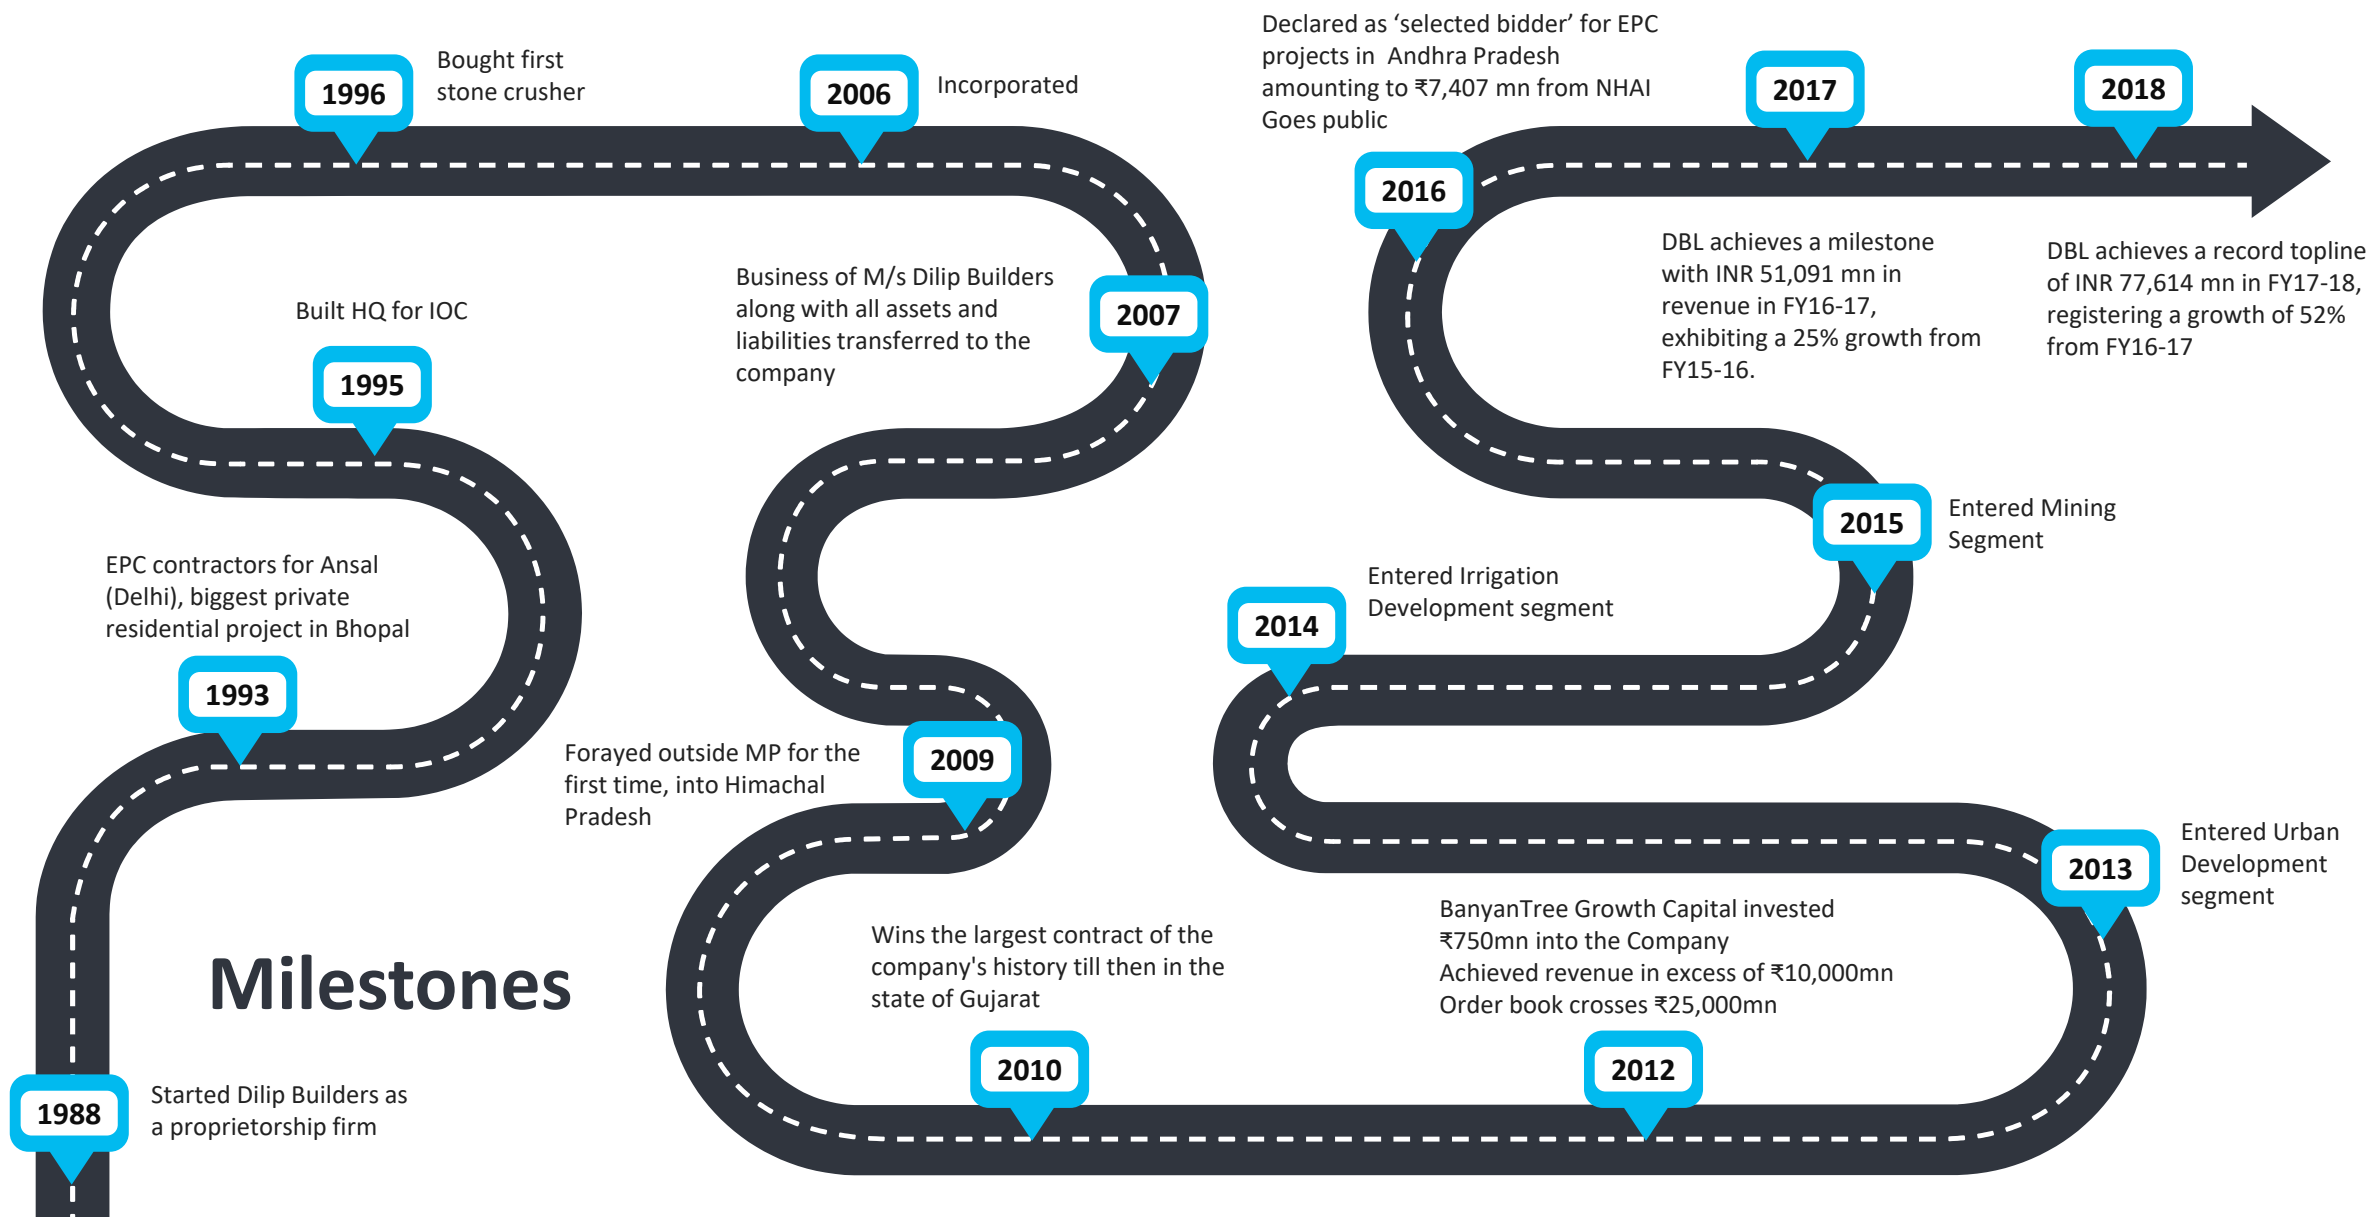 Milestones
1988
Started Dilip Builders as
a proprietorship firm
1993
EPC contractors for Ansal
(Delhi), biggest private
residential project in Bhopal
1995
Built HQ for IOC
1996
Bought first
stone crusher
2006
Incorporated
2007
Business of M/s Dilip Builders
along with all assets and
liabilities transferred to the
company
2009
Forayed outside MP for the
first time, into Himachal
Pradesh
2010
Wins the largest contract of the
company's history till then in the
state of Gujarat
2012
BanyanTree Growth Capital invested
₹750mn into the Company
Achieved revenue in excess of ₹10,000mn
Order book crosses ₹25,000mn
2013
Entered Urban
Development
segment
2014
Entered Irrigation
Development segment
2015
Entered Mining
Segment
2016
Declared as ‘selected bidder’ for EPC
projects in  Andhra Pradesh
amounting to ₹7,407 mn from NHAI
Goes public
2017
DBL achieves a milestone
with INR 51,091 mn in
revenue in FY16-17,
exhibiting a 25% growth from
FY15-16.
2018
DBL achieves a record topline
of INR 77,614 mn in FY17-18,
registering a growth of 52%
from FY16-17